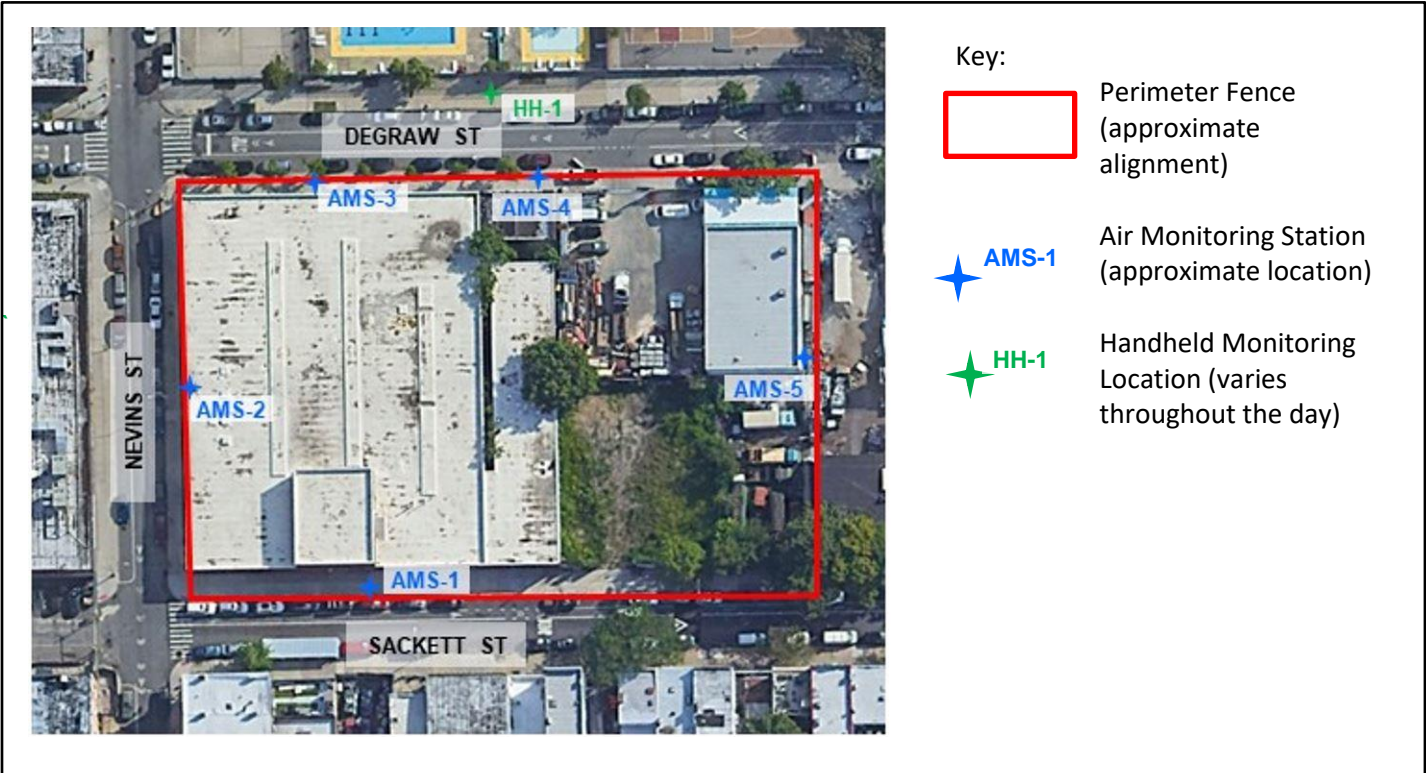 HH-1
DEGRAW ST
AMS-3
AMS-4
NEVINS ST
AMS-2
AMS-5
AMS-1
SACKETT ST
Key:
Perimeter Fence
(approximate
alignment)
AMS-1
Air Monitoring Station
(approximate location)
HH-1
Handheld Monitoring
Location (varies
throughout the day)